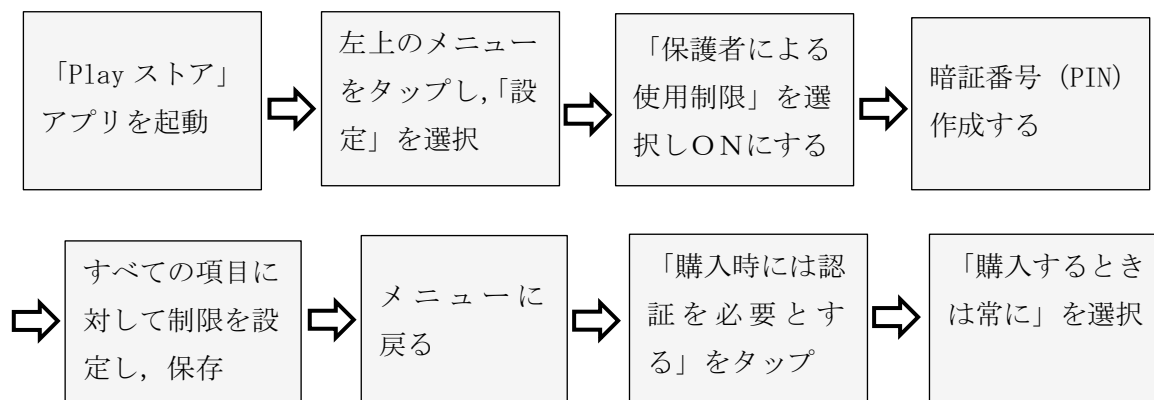 「Play ストア」
アプリを起動
左上のメニュー
をタップし,「設
定」を選択
「保護者による
使用制限」を選
択しＯＮにする
暗証番号 (PIN)
作成する
すべての項目に
対して制限を設
定し，保存
メニューに
戻る
「購入時には認
証を必要とす
る」をタップ
「購入するとき
は常に」を選択